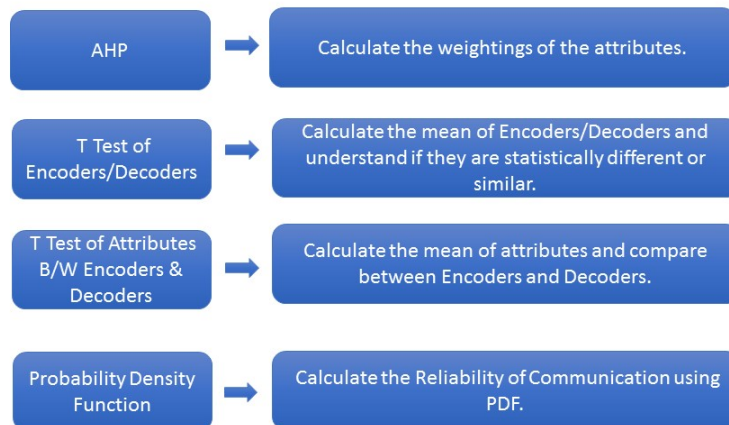 AHP
Calculate the weightings of the attributes.
T Test of
Encoders/Decoders
Calculate the mean of Encoders/Decoders and
understand if they are statistically different or
similar.
T Test of Attributes
B/W Encoders &
Decoders
Calculate the mean of attributes and compare
between Encoders and Decoders.
Probability Density
Function
Calculate the Reliability of Communication using
PDF.